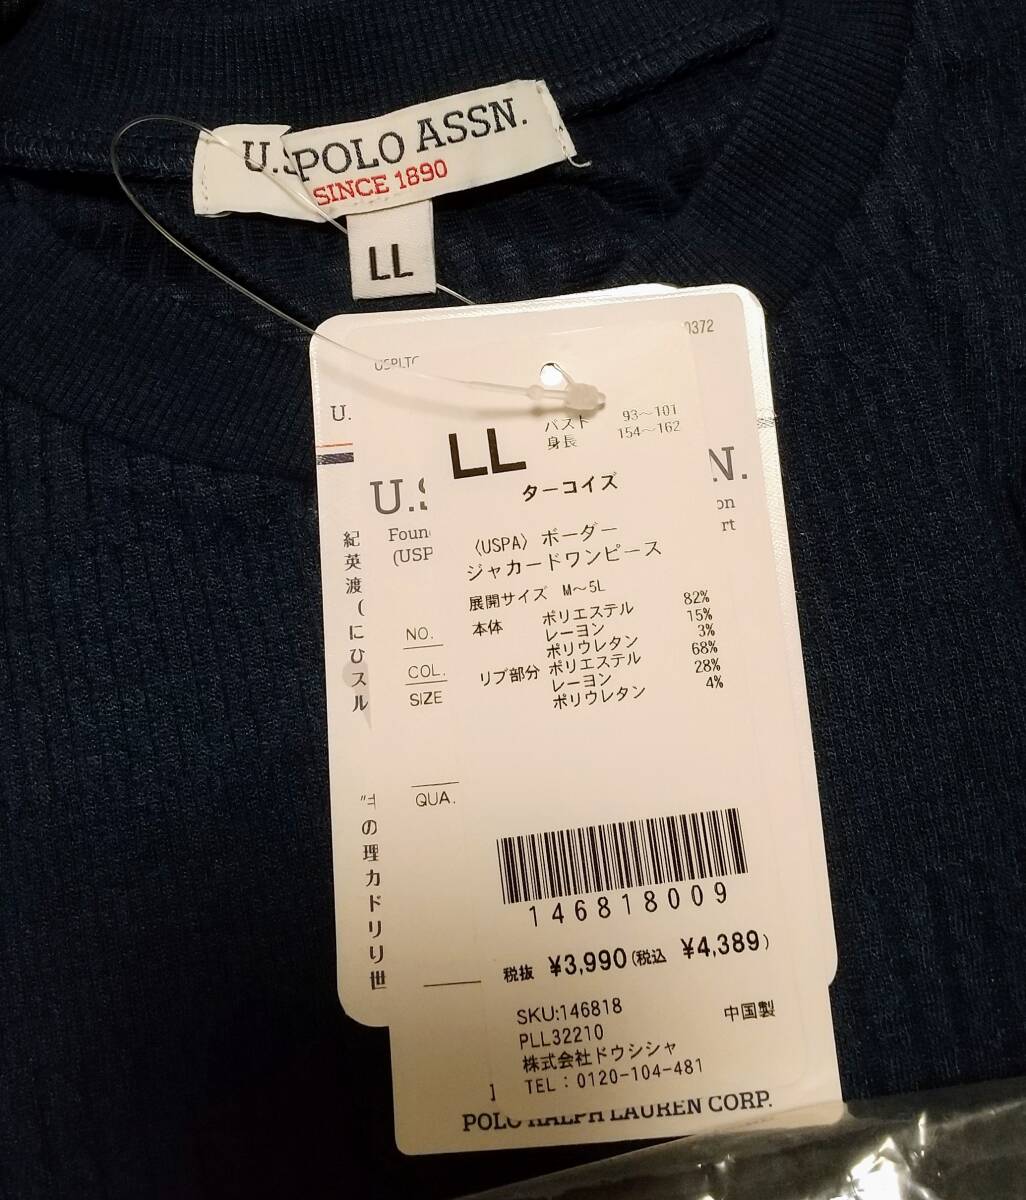 U.S POLO ASSN.
SINCE 1890
LL
USPLTC
0372
U.
LL
バスト 93～101
身長 154～162
ターコイズ
U.S
N.
Foun
on
(USP
rt
〈USPA〉ボーダー
ジャカードワンピース
展開サイズ M～5L
本体 ポリエステル 82%
レーヨン 15%
ポリウレタン 3%
リブ部分 ポリエステル 68%
レーヨン 28%
ポリウレタン 4%
NO.
COL.
SIZE
QUA.
紀
英
渡
(
にひ
スル
の
理
カ
ドリ
り
世
146818009
税抜 ¥3,990(税込 ¥4,389)
SKU:146818
中国製
PLL32210
株式会社ドウシシャ
TEL：0120-104-481
POLO RALPH LAUREN CORP.